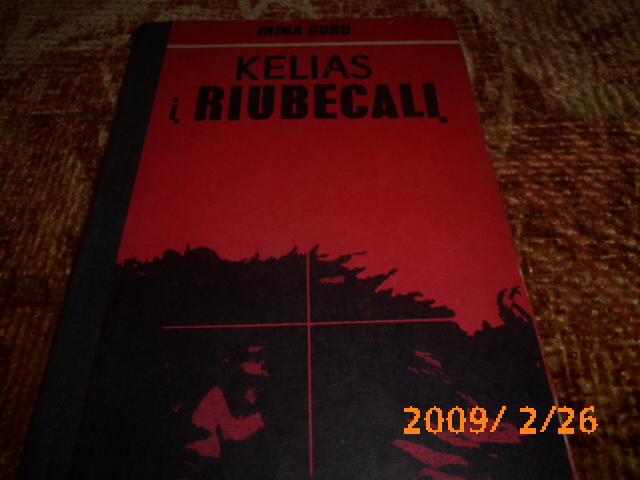 IRINA GURO
KELIAS
į RIUBECALĮ
2009/ 2/26